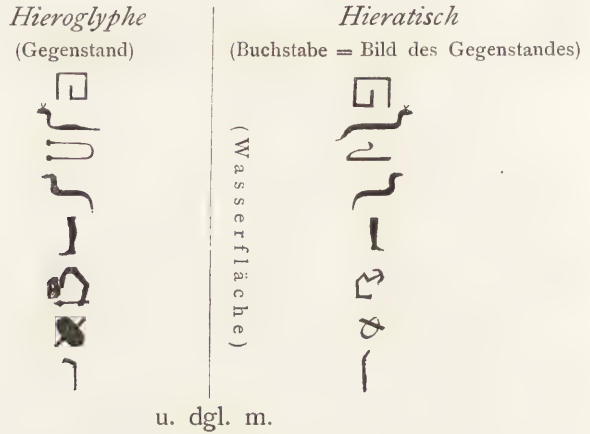 Hieroglyphe
(Gegenstand)
Hieratisch
(Buchstabe = Bild des Gegenstandes)
(Wasserfläche)
u. dgl. m.